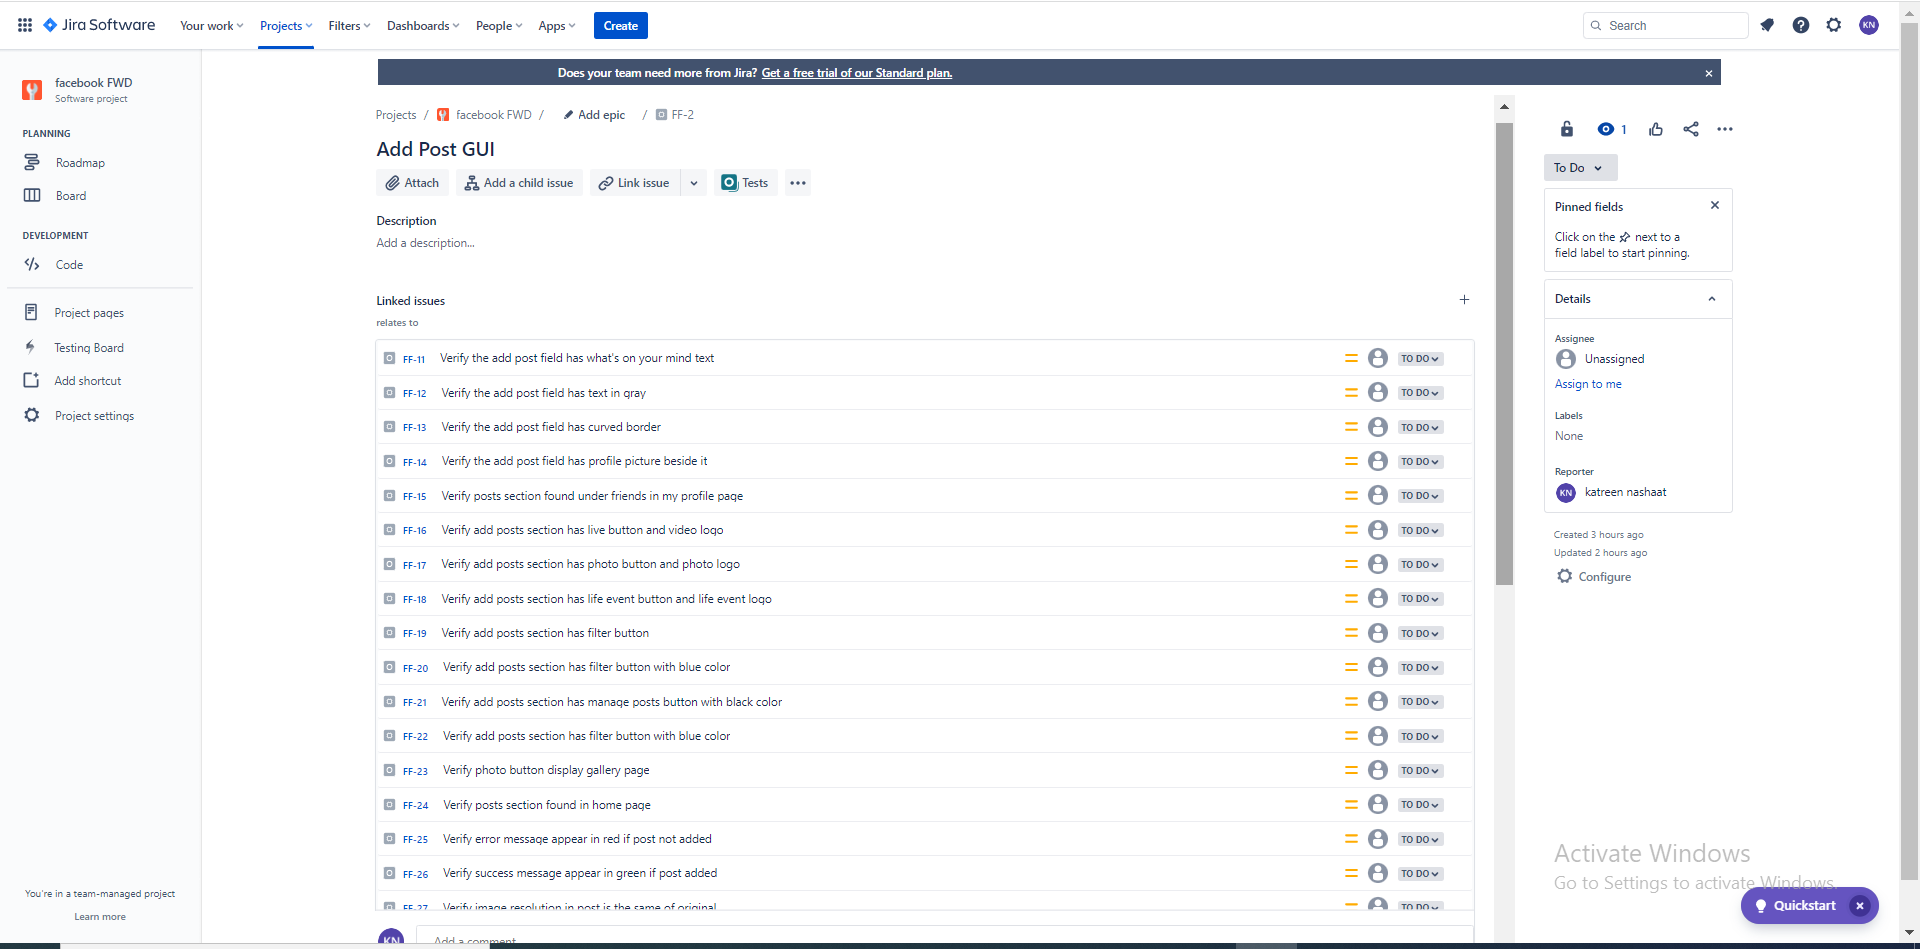 Jira Software
Your work
Projects
Filters
Dashboards
People
Apps
Create
Search
KN
facebook FWD
Software project
PLANNING
Roadmap
Board
DEVELOPMENT
Code
Project pages
Testing Board
Add shortcut
Project settings
You're in a team-managed project
Learn more
Does your team need more from Jira? Get a free trial of our Standard plan.
Projects / facebook FWD / Add epic / FF-2
Add Post GUI
Attach
Add a child issue
Link issue
Tests
Description
Add a description...
Linked issues
relates to
FF-11 Verify the add post field has what's on your mind text TO DO
FF-12 Verify the add post field has text in gray TO DO
FF-13 Verify the add post field has curved border TO DO
FF-14 Verify the add post field has profile picture beside it TO DO
FF-15 Verify posts section found under friends in my profile page TO DO
FF-16 Verify add posts section has live button and video logo TO DO
FF-17 Verify add posts section has photo button and photo logo TO DO
FF-18 Verify add posts section has life event button and life event logo TO DO
FF-19 Verify add posts section has filter button TO DO
FF-20 Verify add posts section has filter button with blue color TO DO
FF-21 Verify add posts section has manage posts button with black color TO DO
FF-22 Verify add posts section has filter button with blue color TO DO
FF-23 Verify photo button display gallery page TO DO
FF-24 Verify posts section found in home page TO DO
FF-25 Verify error message appear in red if post not added TO DO
FF-26 Verify success message appear in green if post added TO DO
FF-27 Verify image resolution in post is the same of original TO DO
KN
Add a comment
1
To Do
Pinned fields
Click on the next to a
field label to start pinning.
Details
Assignee
Unassigned
Assign to me
Labels
None
Reporter
KN katreen nashaat
Created 3 hours ago
Updated 2 hours ago
Configure
Activate Windows
Go to Settings to activate Windows.
Quickstart